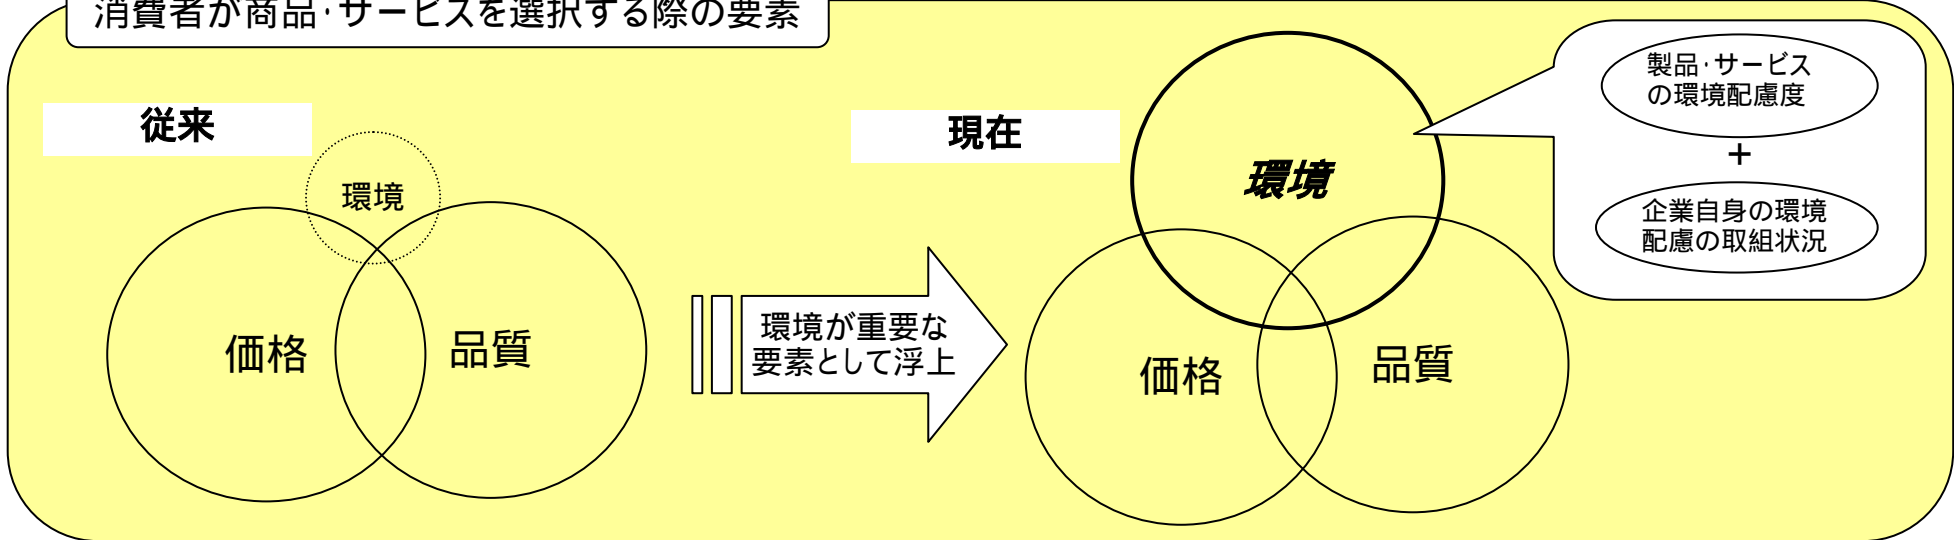 消費者が商品・サービスを選択する際の要素
従来
環境
価格
品質
環境が重要な
要素として浮上
現在
環境
価格
品質
製品・サービス
の環境配慮度
+
企業自身の環境
配慮の取組状況